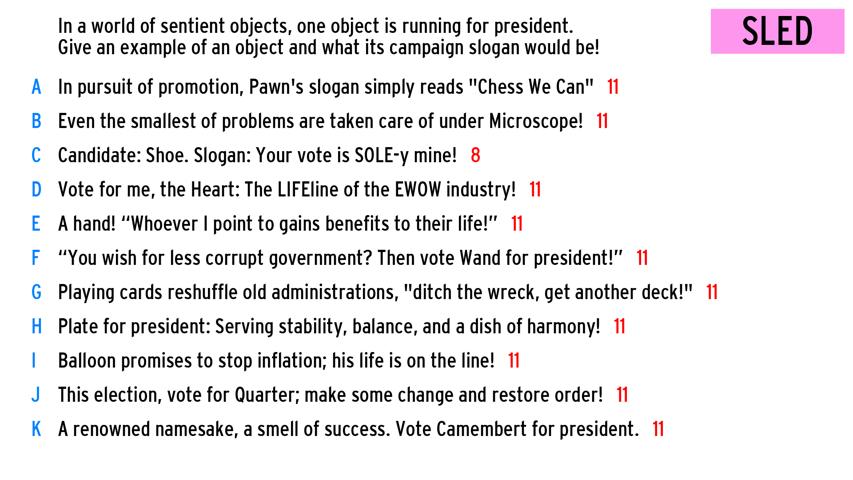 In a world of sentient objects, one object is running for president.
Give an example of an object and what its campaign slogan would be!
SLED
A In pursuit of promotion, Pawn's slogan simply reads "Chess We Can" 11
B Even the smallest of problems are taken care of under Microscope! 11
C Candidate: Shoe. Slogan: Your vote is SOLE-y mine! 8
D Vote for me, the Heart: The LIFEline of the EWOW industry! 11
E A hand! “Whoever I point to gains benefits to their life!” 11
F “You wish for less corrupt government? Then vote Wand for president!” 11
G Playing cards reshuffle old administrations, "ditch the wreck, get another deck!" 11
H Plate for president: Serving stability, balance, and a dish of harmony! 11
I Balloon promises to stop inflation; his life is on the line! 11
J This election, vote for Quarter; make some change and restore order! 11
K A renowned namesake, a smell of success. Vote Camembert for president. 11